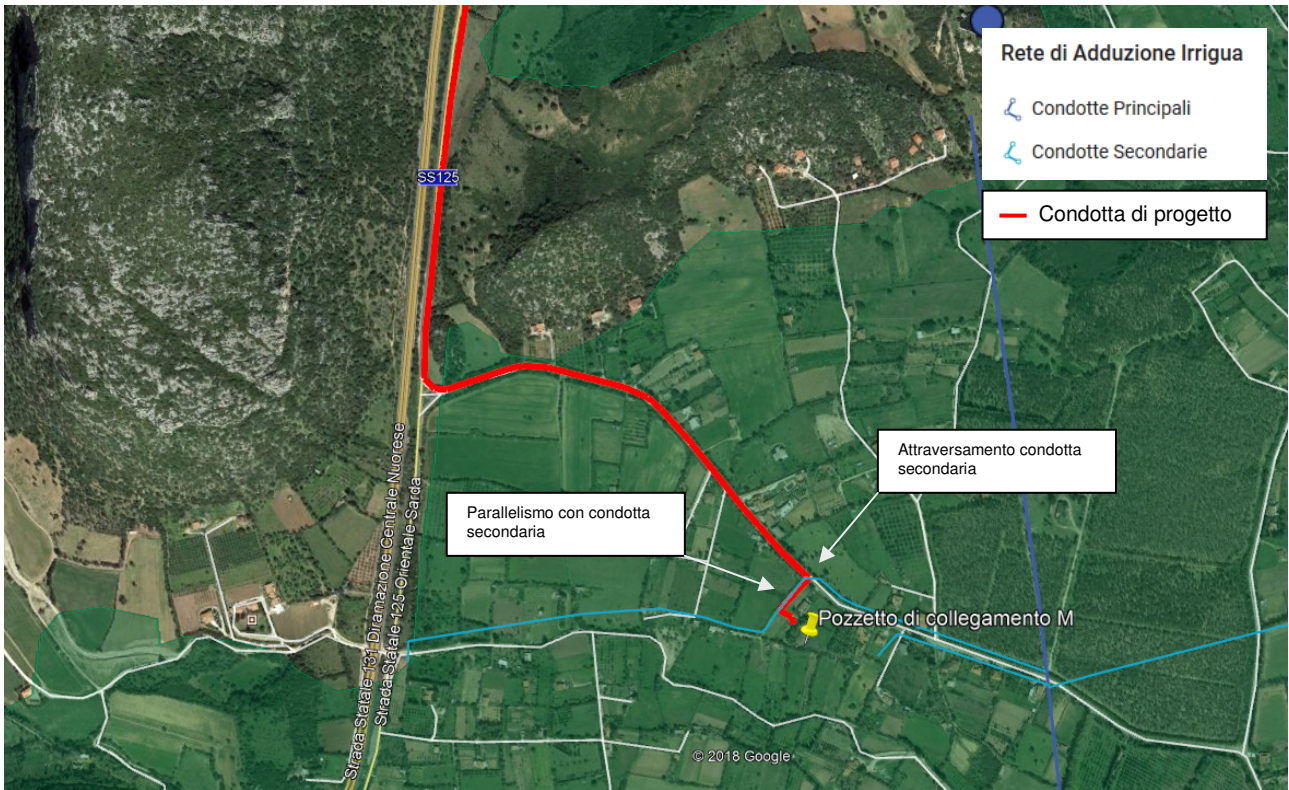 Rete di Adduzione Irrigua
Condotte Principali
Condotte Secondarie
Condotta di progetto
SS125
Attraversamento condotta
secondaria
Parallelismo con condotta
secondaria
Pozzetto di collegamento M
Strada Statale 131 Diramazione Centrale Nuorese
Strada Statale 125 Orientale Sarda
© 2018 Google